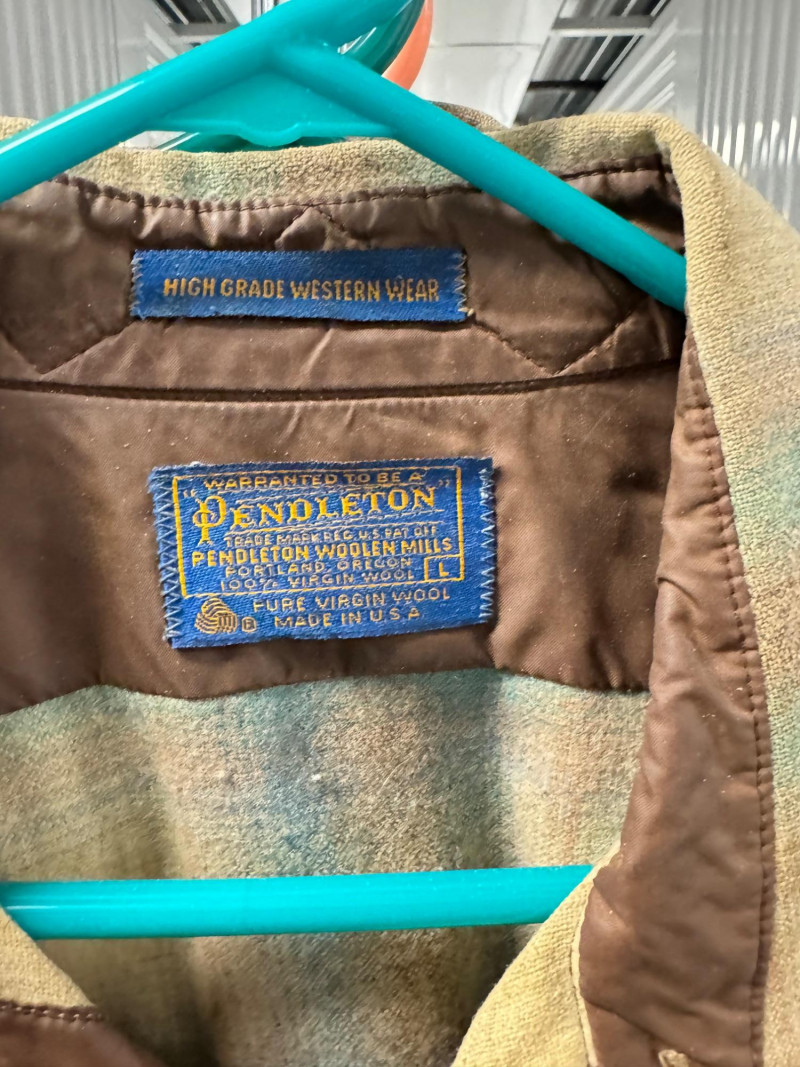 HIGH GRADE WESTERN WEAR
WARRANTED TO BE A
"PENDLETON"
TRADE MARK REG. U.S. PAT. OFF.
PENDLETON WOOLEN MILLS
PORTLAND, OREGON
100% VIRGIN WOOL L
PURE VIRGIN WOOL
® MADE IN U.S.A